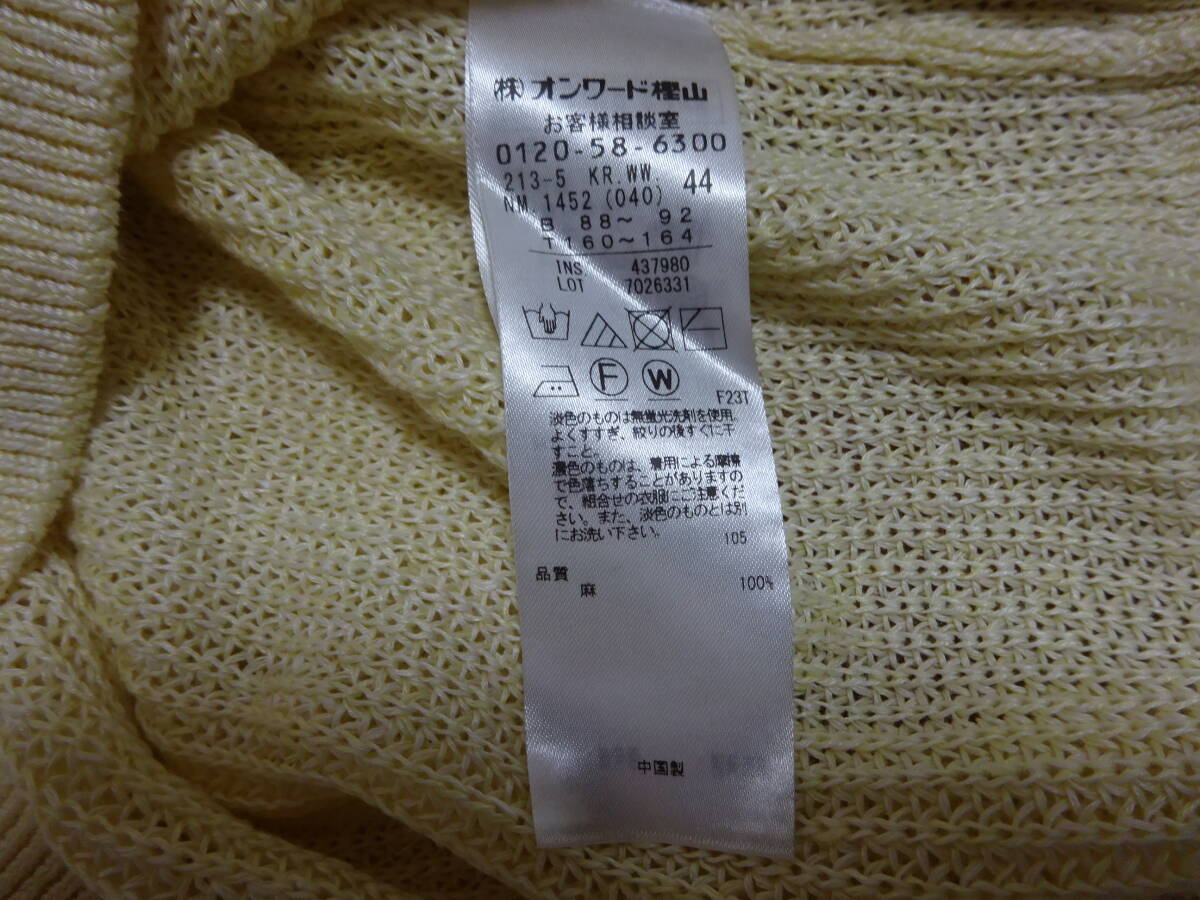 (株)オンワード樫山
お客様相談室
0120-58-6300
213-5 KR.WW. 44
NM.1452 (040)
B 88~ 92
T160~164
INS 437980
LOT 7026331
F W
F23T
淡色のものは無蛍光洗剤を使用、
よくすすぎ、絞りの後すぐに干
すこと。
濃色のものは、着用による摩擦
で色落ちすることがありますの
で、組合せの衣服にご注意くだ
さい。また、淡色のものとは別
にお洗い下さい。 105
品質
麻 100%
中国製